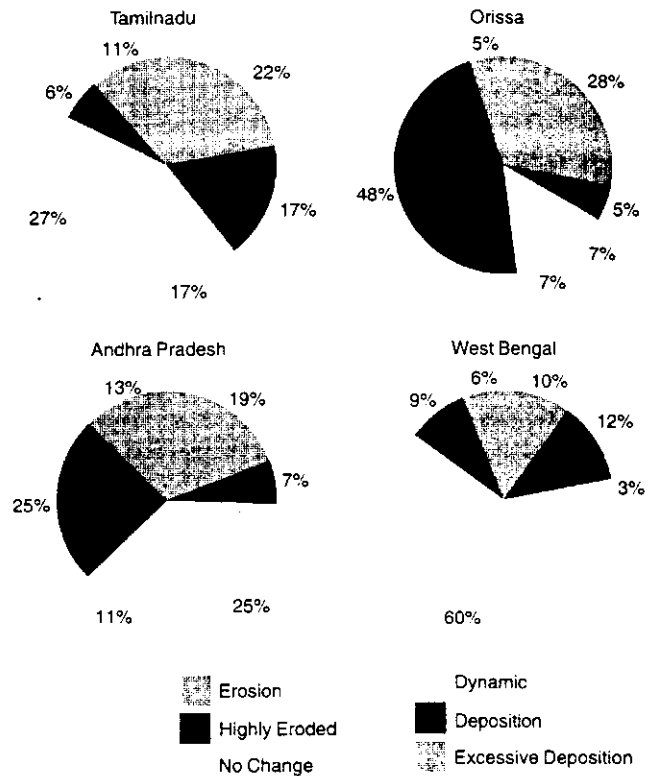 Tamilnadu
11%
22%
6%
17%
27%
17%
Orissa
5%
28%
48%
5%
7%
7%
Andhra Pradesh
13%
19%
7%
25%
11%
25%
West Bengal
6%
10%
9%
12%
3%
60%
Erosion
Highly Eroded
No Change
Dynamic
Deposition
Excessive Deposition